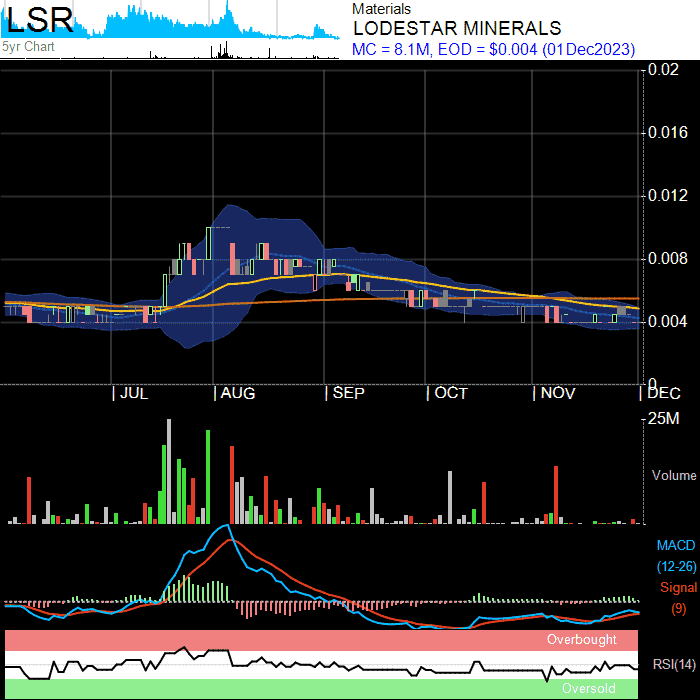 LSR
5yr Chart
Materials
LODESTAR MINERALS
MC = 8.1M, EOD = $0.004 (01Dec2023)
0.02
0.016
0.012
0.008
0.004
0
JUL AUG SEP OCT NOV DEC
25M
Volume
MACD
(12-26)
Signal
(9)
Overbought
RSI(14)
Oversold